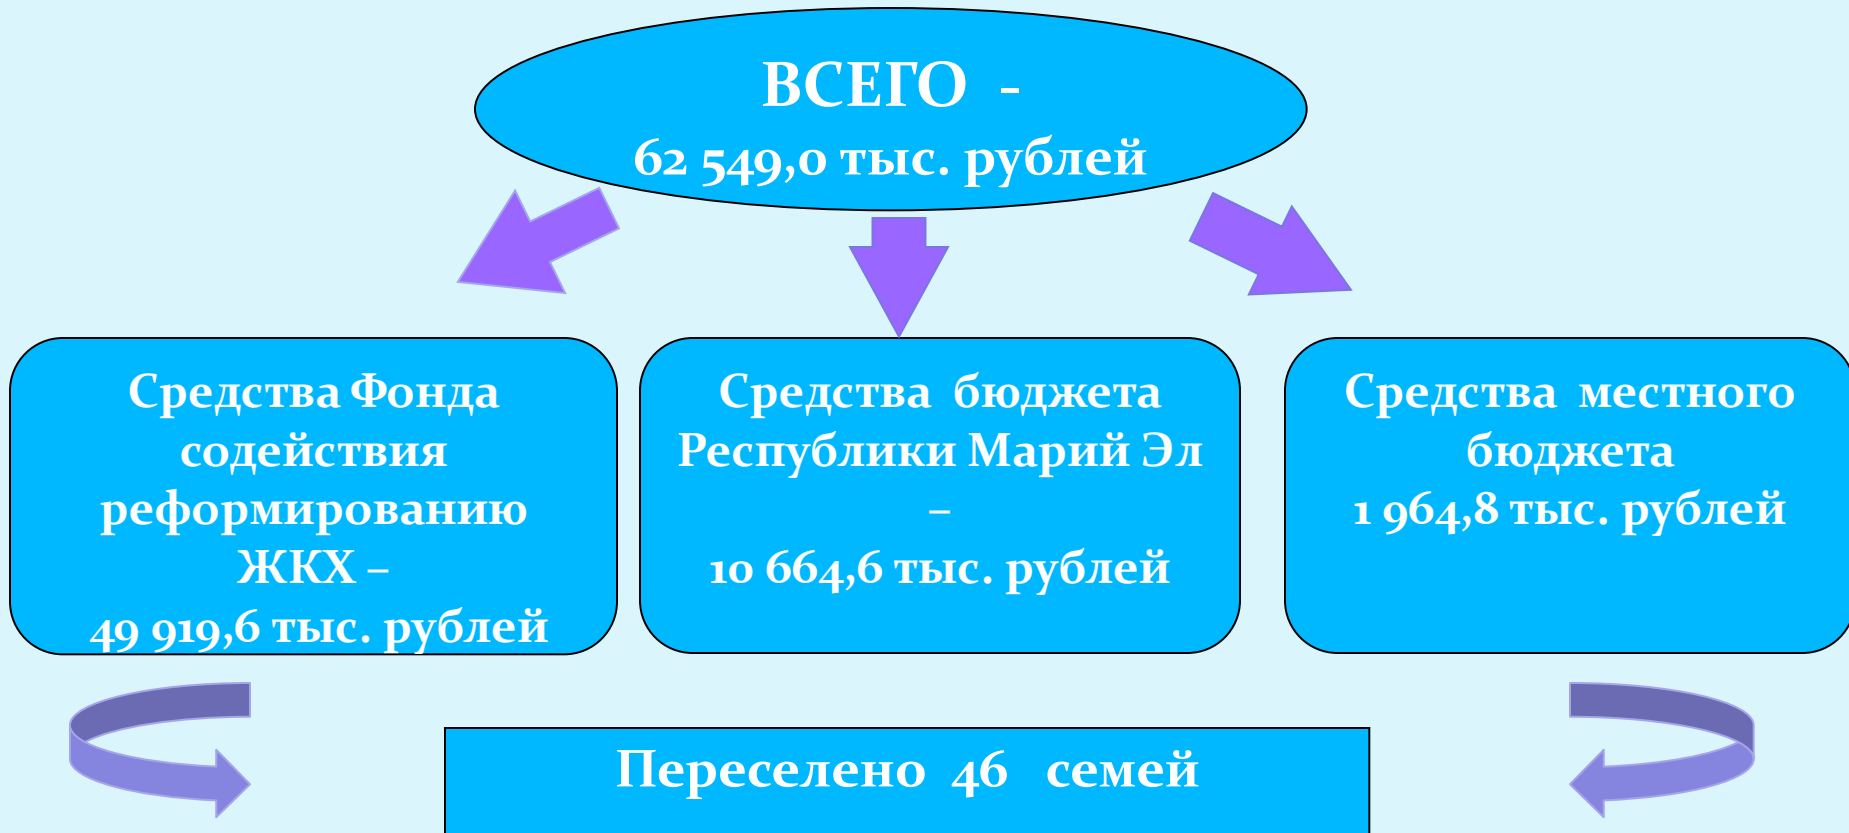 ВСЕГО -
62 549,0 тыс. рублей
Средства Фонда
содействия
реформированию
ЖКХ –
49 919,6 тыс. рублей
Средства бюджета
Республики Марий Эл
–
10 664,6 тыс. рублей
Средства местного
бюджета
1 964,8 тыс. рублей
Переселено 46 семей